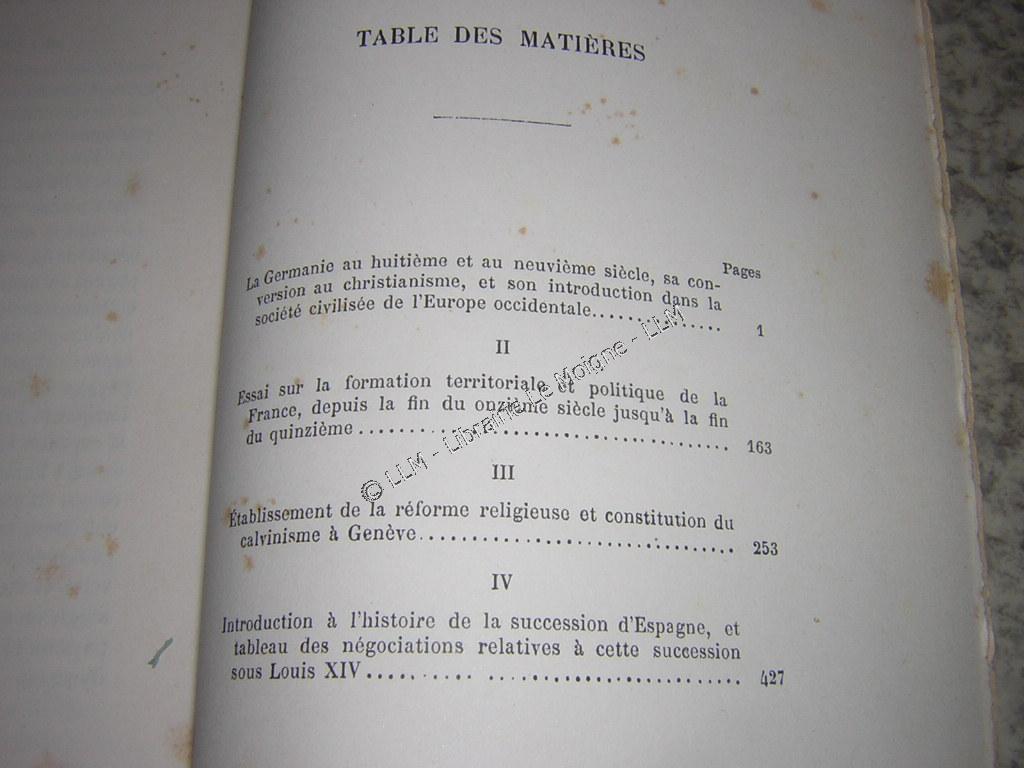 TABLE DES MATIÈRES
Pages
La Germanie au huitième et au neuvième siècle, sa con-
version au christianisme, et son introduction dans la
société civilisée de l'Europe occidentale.............. 1
II
Essai sur la formation territoriale et politique de la
France, depuis la fin du onzième siècle jusqu'à la fin
du quinzième ........................................ 163
III
Établissement de la réforme religieuse et constitution du
calvinisme à Genève................................. 253
IV
Introduction à l'histoire de la succession d'Espagne, et
tableau des négociations relatives à cette succession
sous Louis XIV...................................... 427
© LLM - Librairie Le Moigne - LLM